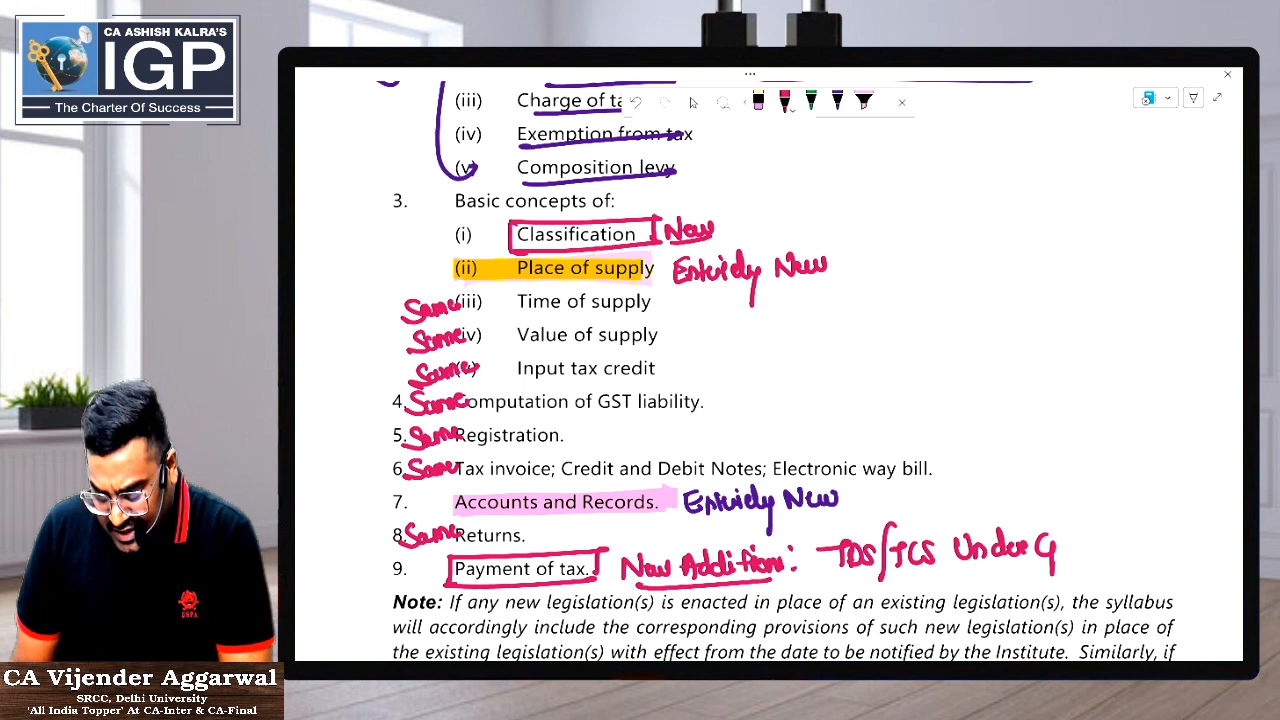 CA ASHISH KALRA'S
IGP
The Charter Of Success
(iii) Charge of ta
(iv) Exemption from tax
(v) Composition levy
3. Basic concepts of:
(i) Classification New
(ii) Place of supply Entirely New
Same (iii) Time of supply
Same iv) Value of supply
Same Input tax credit
4. Same Computation of GST liability.
5. Same Registration.
6. Same Tax invoice; Credit and Debit Notes; Electronic way bill.
7. Accounts and Records. Entirely New
8. Same Returns.
9. Payment of tax. New Addition: TDS/TCS Under G
Note: If any new legislation(s) is enacted in place of an existing legislation(s), the syllabus
will accordingly include the corresponding provisions of such new legislation(s) in place of
the existing legislation(s) with effect from the date to be notified by the Institute. Similarly, if
CA Vijender Aggarwal
SRCC, Delhi University
'All India Topper' At CA-Inter & CA-Final